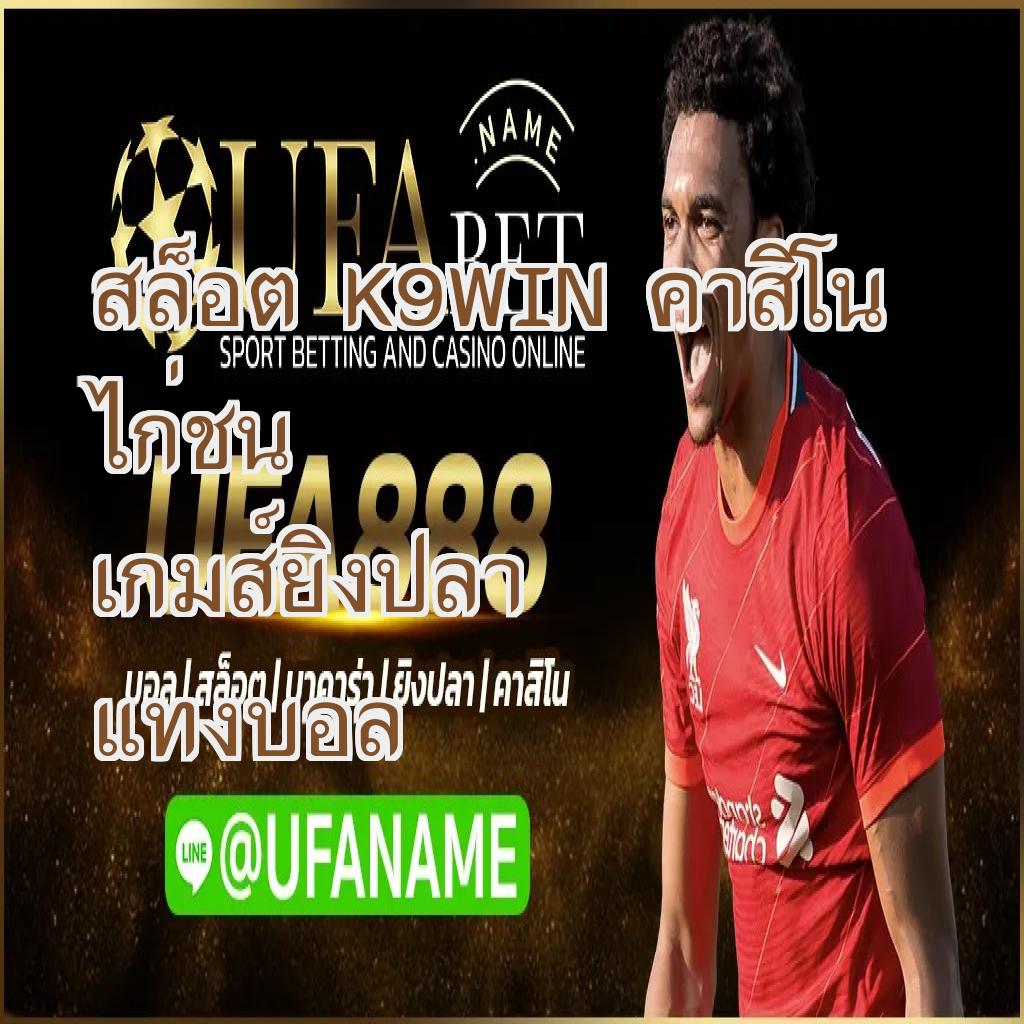 .NAME
UFABET
สล็อต K9WIN คาสิโน
SPORT BETTING AND CASINO ONLINE
ไก่ชน
UFA888
เกมส์ยิงปลา
บอล | สล็อต | บาคาร่า | ยิงปลา | คาสิโน
แทงบอล
LINE @UFANAME